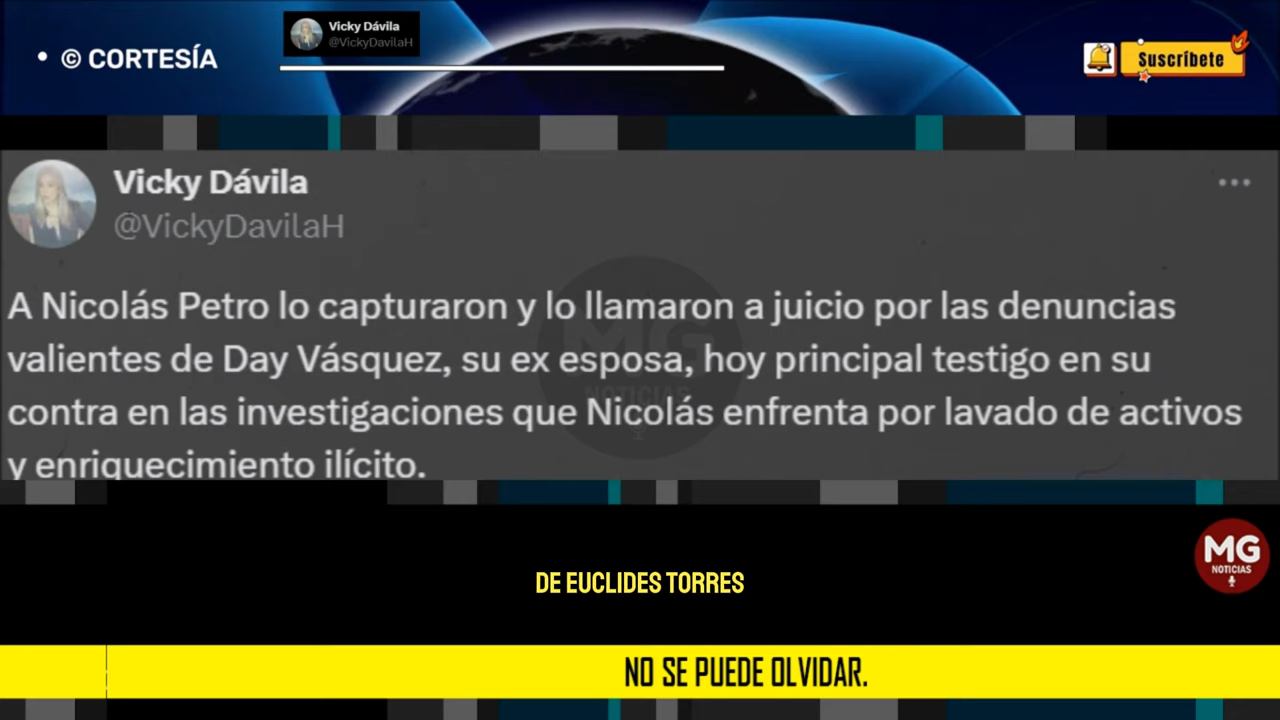 • © CORTESÍA
Vicky Dávila
@VickyDavilaH
Suscríbete
Vicky Dávila
@VickyDavilaH
A Nicolás Petro lo capturaron y lo llamaron a juicio por las denuncias
valientes de Day Vásquez, su ex esposa, hoy principal testigo en su
contra en las investigaciones que Nicolás enfrenta por lavado de activos
y enriquecimiento ilícito.
MG
NOTICIAS
MG
NOTICIAS
DE EUCLIDES TORRES
NO SE PUEDE OLVIDAR.